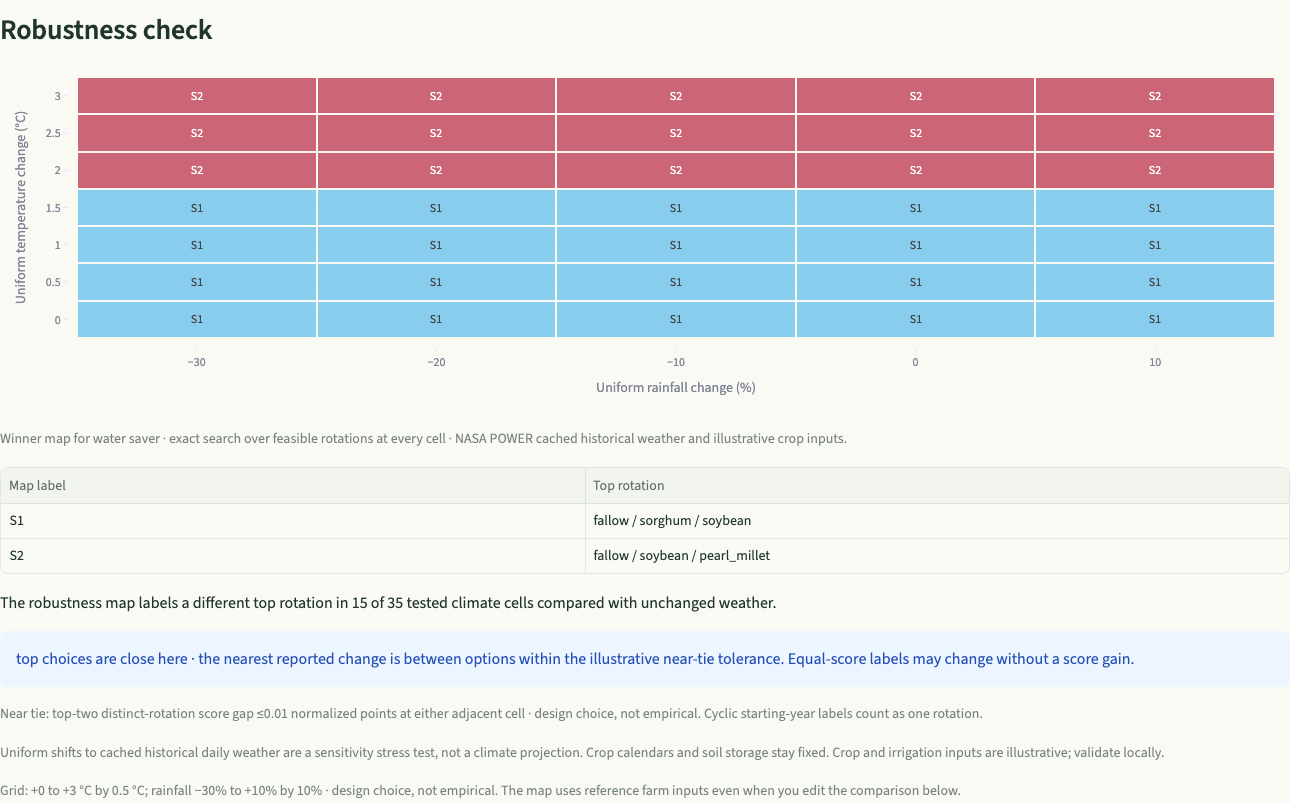 Robustness check
Uniform temperature change (°C)
3 S2 S2 S2 S2 S2
2.5 S2 S2 S2 S2 S2
2 S2 S2 S2 S2 S2
1.5 S1 S1 S1 S1 S1
1 S1 S1 S1 S1 S1
0.5 S1 S1 S1 S1 S1
0 S1 S1 S1 S1 S1
−30 −20 −10 0 10
Uniform rainfall change (%)
Winner map for water saver · exact search over feasible rotations at every cell · NASA POWER cached historical weather and illustrative crop inputs.
Map label Top rotation
S1 fallow / sorghum / soybean
S2 fallow / soybean / pearl_millet
The robustness map labels a different top rotation in 15 of 35 tested climate cells compared with unchanged weather.
top choices are close here · the nearest reported change is between options within the illustrative near-tie tolerance. Equal-score labels may change without a score gain.
Near tie: top-two distinct-rotation score gap ≤0.01 normalized points at either adjacent cell · design choice, not empirical. Cyclic starting-year labels count as one rotation.
Uniform shifts to cached historical daily weather are a sensitivity stress test, not a climate projection. Crop calendars and soil storage stay fixed. Crop and irrigation inputs are illustrative; validate locally.
Grid: +0 to +3 °C by 0.5 °C; rainfall −30% to +10% by 10% · design choice, not empirical. The map uses reference farm inputs even when you edit the comparison below.